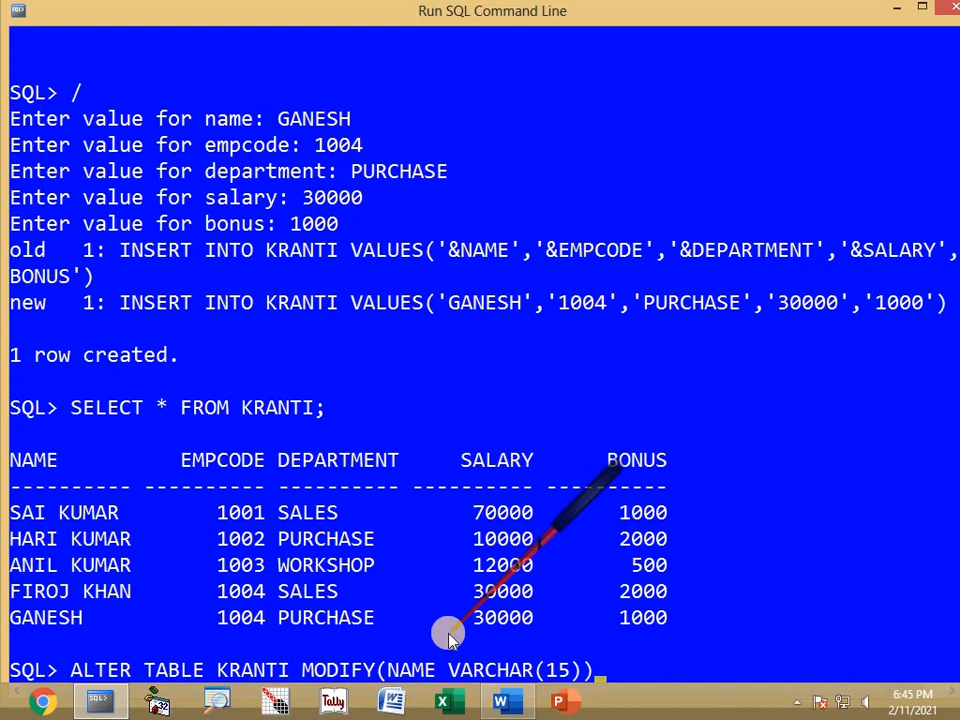 Run SQL Command Line
SQL> /
Enter value for name: GANESH
Enter value for empcode: 1004
Enter value for department: PURCHASE
Enter value for salary: 30000
Enter value for bonus: 1000
old   1: INSERT INTO KRANTI VALUES('&NAME','&EMPCODE','&DEPARTMENT','&SALARY',
BONUS')
new   1: INSERT INTO KRANTI VALUES('GANESH','1004','PURCHASE','30000','1000')
1 row created.
SQL> SELECT * FROM KRANTI;
NAME          EMPCODE DEPARTMENT     SALARY      BONUS
---------- ---------- ---------- ---------- ----------
SAI KUMAR        1001 SALES           70000       1000
HARI KUMAR       1002 PURCHASE        10000       2000
ANIL KUMAR       1003 WORKSHOP        12000        500
FIROJ KHAN       1004 SALES           30000       2000
GANESH           1004 PURCHASE        30000       1000
SQL> ALTER TABLE KRANTI MODIFY(NAME VARCHAR(15))
32
Tally
6:45 PM
2/11/2021